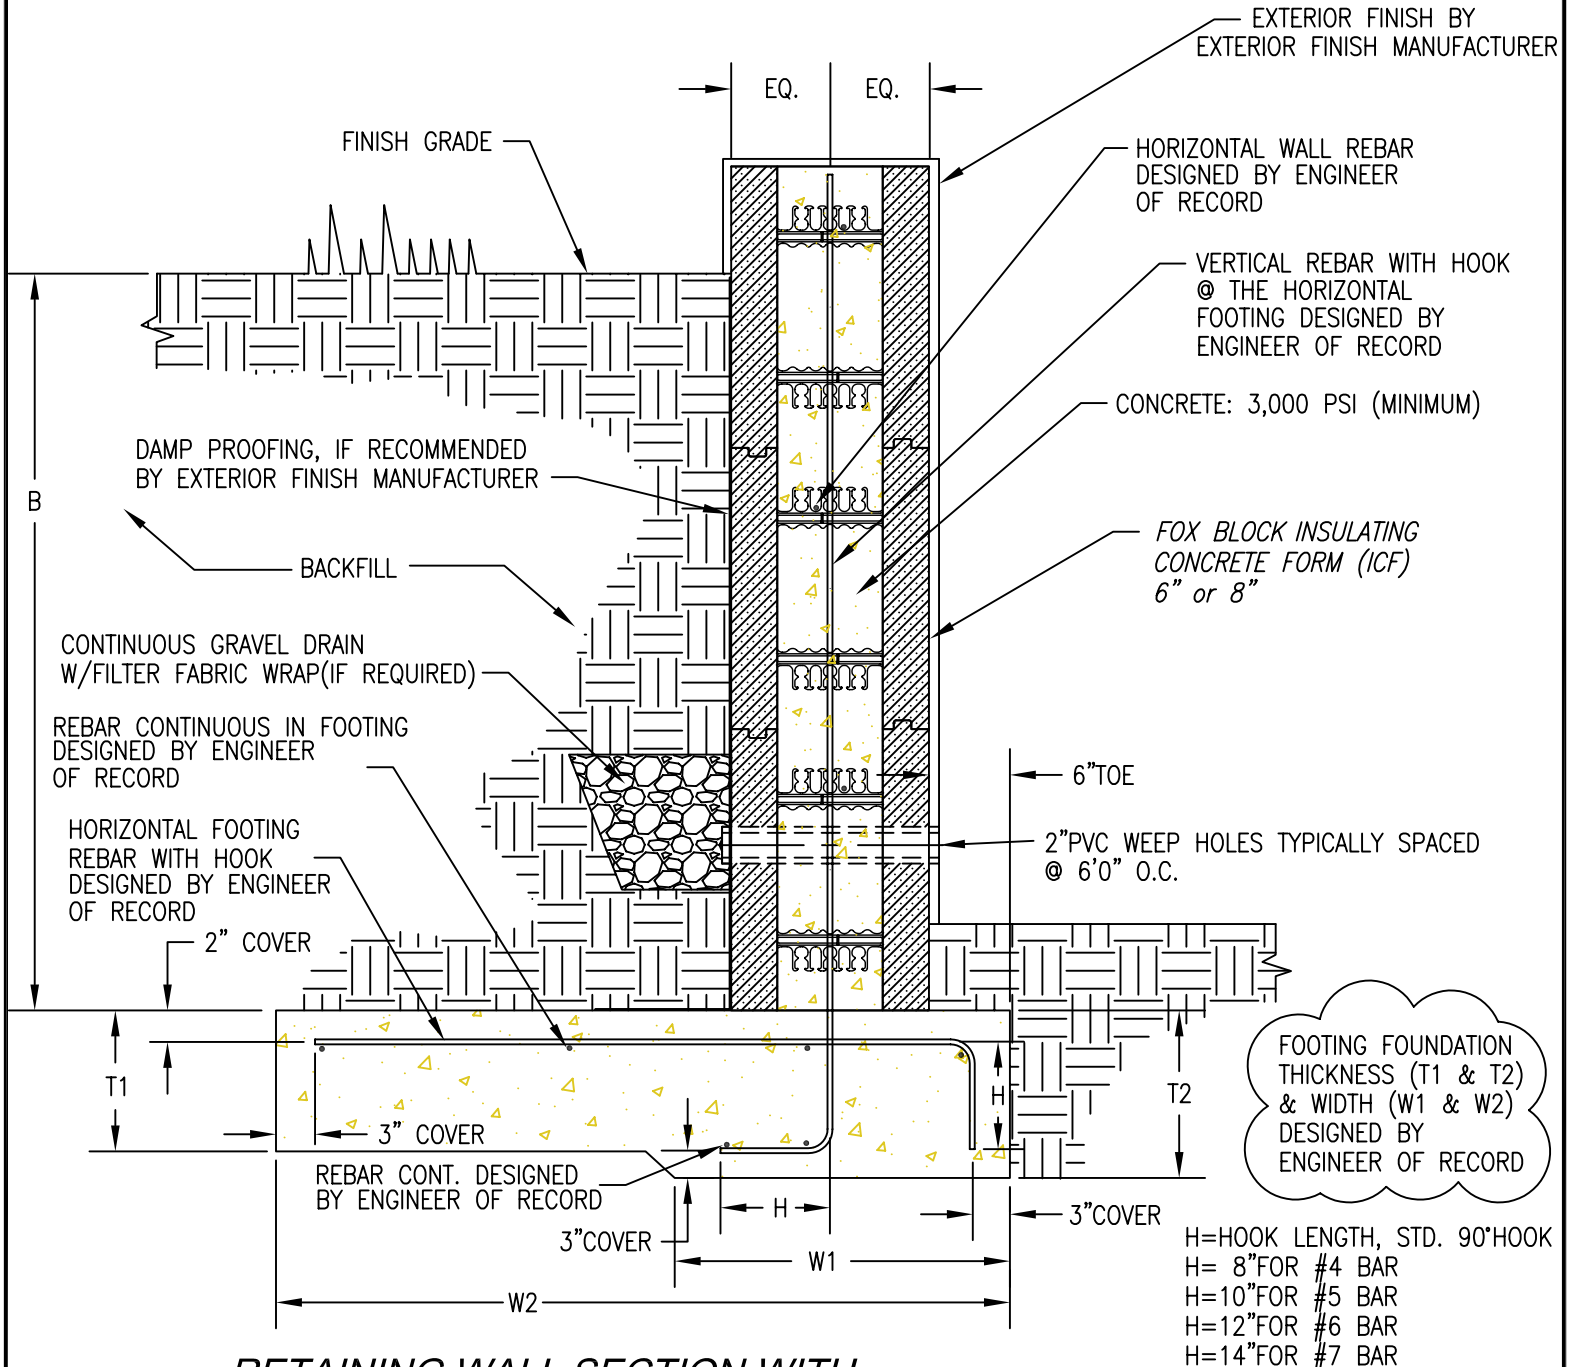 EXTERIOR FINISH BY
EXTERIOR FINISH MANUFACTURER
EQ.
EQ.
FINISH GRADE
HORIZONTAL WALL REBAR
DESIGNED BY ENGINEER
OF RECORD
VERTICAL REBAR WITH HOOK
@ THE HORIZONTAL
FOOTING DESIGNED BY
ENGINEER OF RECORD
CONCRETE: 3,000 PSI (MINIMUM)
DAMP PROOFING, IF RECOMMENDED
BY EXTERIOR FINISH MANUFACTURER
B
FOX BLOCK INSULATING
CONCRETE FORM (ICF)
6" or 8"
BACKFILL
CONTINUOUS GRAVEL DRAIN
W/FILTER FABRIC WRAP(IF REQUIRED)
REBAR CONTINUOUS IN FOOTING
DESIGNED BY ENGINEER
OF RECORD
6"TOE
HORIZONTAL FOOTING
REBAR WITH HOOK
DESIGNED BY ENGINEER
OF RECORD
2"PVC WEEP HOLES TYPICALLY SPACED
@ 6'0" O.C.
2" COVER
T1
H
T2
FOOTING FOUNDATION
THICKNESS (T1 & T2)
& WIDTH (W1 & W2)
DESIGNED BY
ENGINEER OF RECORD
3" COVER
REBAR CONT. DESIGNED
BY ENGINEER OF RECORD
H
3"COVER
3"COVER
W1
W2
H=HOOK LENGTH, STD. 90°HOOK
H= 8"FOR #4 BAR
H=10"FOR #5 BAR
H=12"FOR #6 BAR
H=14"FOR #7 BAR
RETAINING WALL SECTION WITH